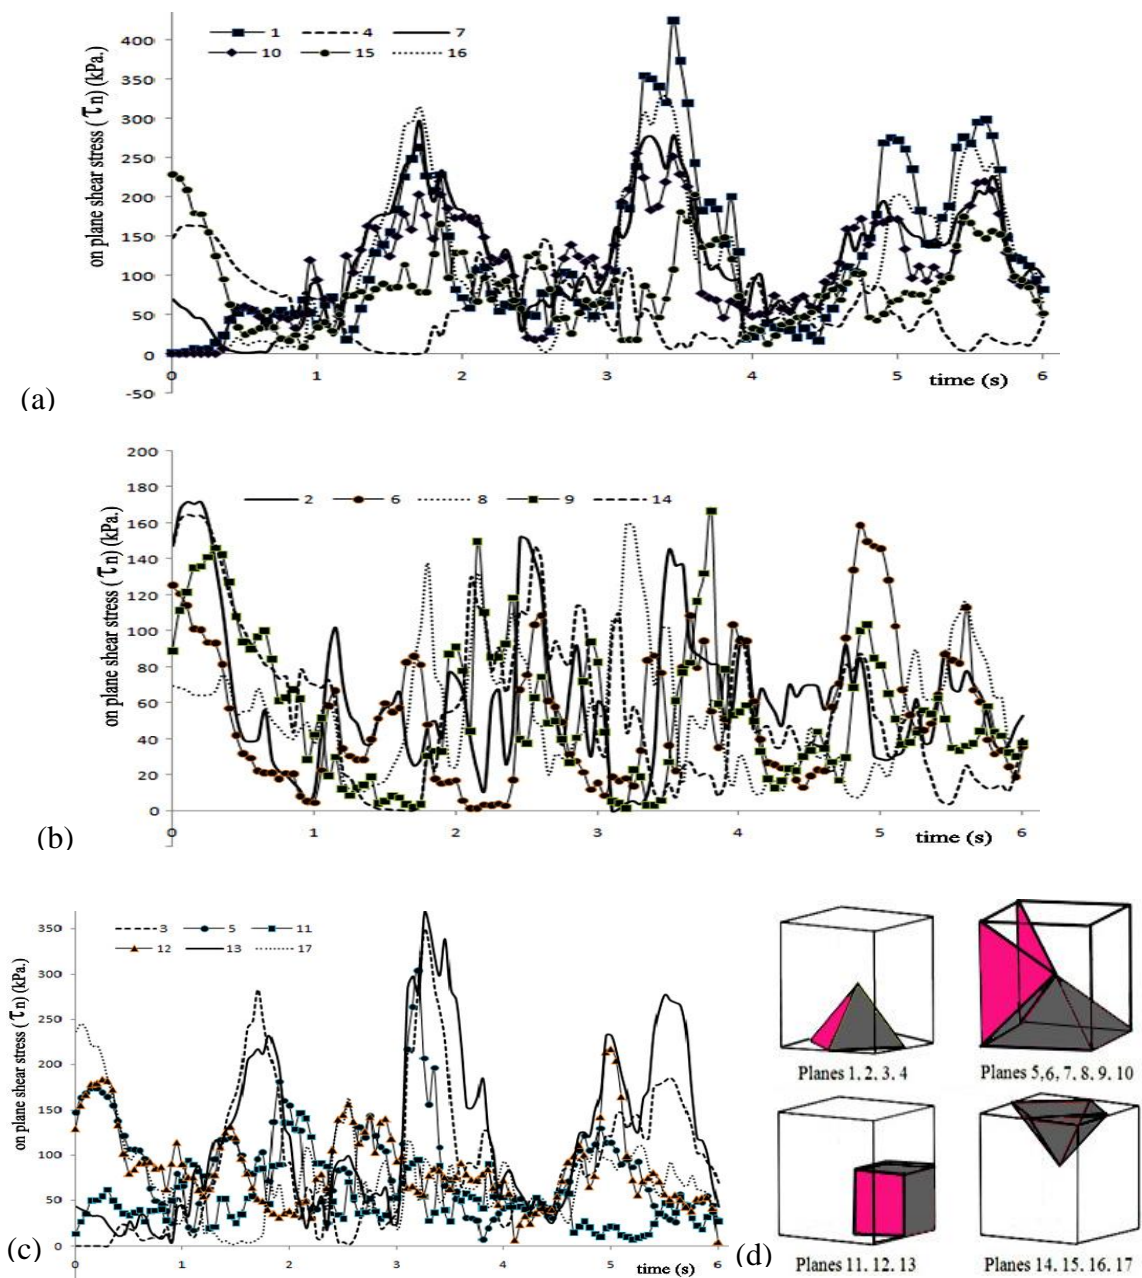 1 4 7
10 15 16
on plane shear stress (τn) (kPa.)
400
350
300
250
200
150
100
50
0
-50
0 1 2 3 4 5 6
time (s)
(a)
2 6 8 9 14
on plane shear stress (τn) (kPa.)
200
180
160
140
120
100
80
60
40
20
0
0 1 2 3 4 5 6
time (s)
(b)
3 5 11
12 13 17
on plane shear stress (τn) (kPa.)
350
300
250
200
150
100
50
0
0 1 2 3 4 5 6
time (s)
(c)
Planes 1, 2, 3, 4
Planes 5,6, 7, 8, 9, 10
Planes 11, 12, 13
Planes 14, 15, 16, 17
(d)